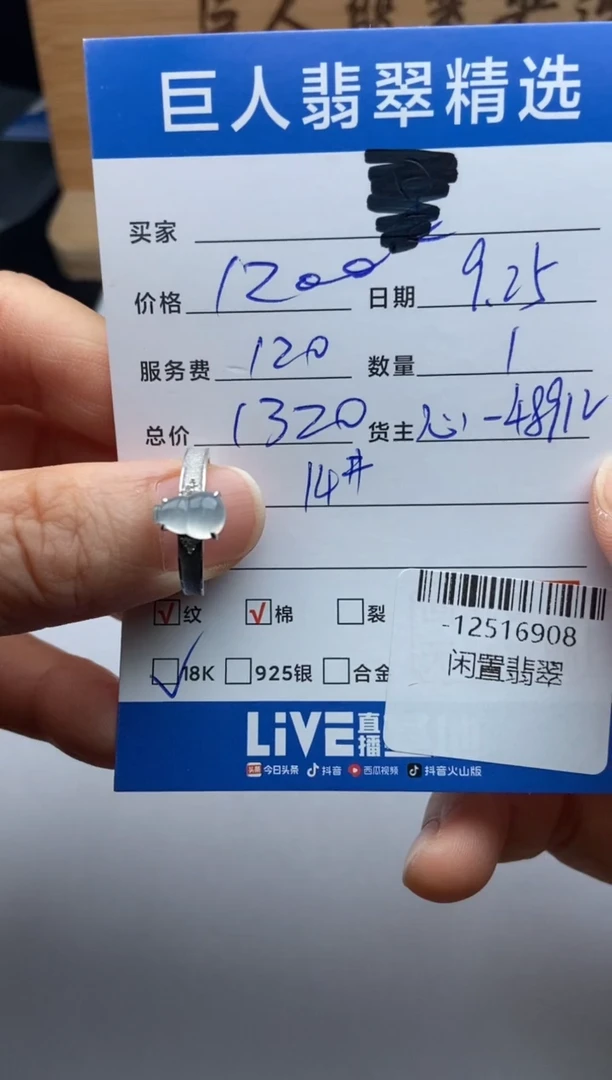 巨人翡翠精选
买家
价格 1200 日期 9.25
服务费 120 数量 1
总价 1320 货主
14#
纹 棉 裂
18K 925银 合金
-12516908
闲置翡翠
LiVE 直播
今日头条 抖音 西瓜视频 抖音火山版